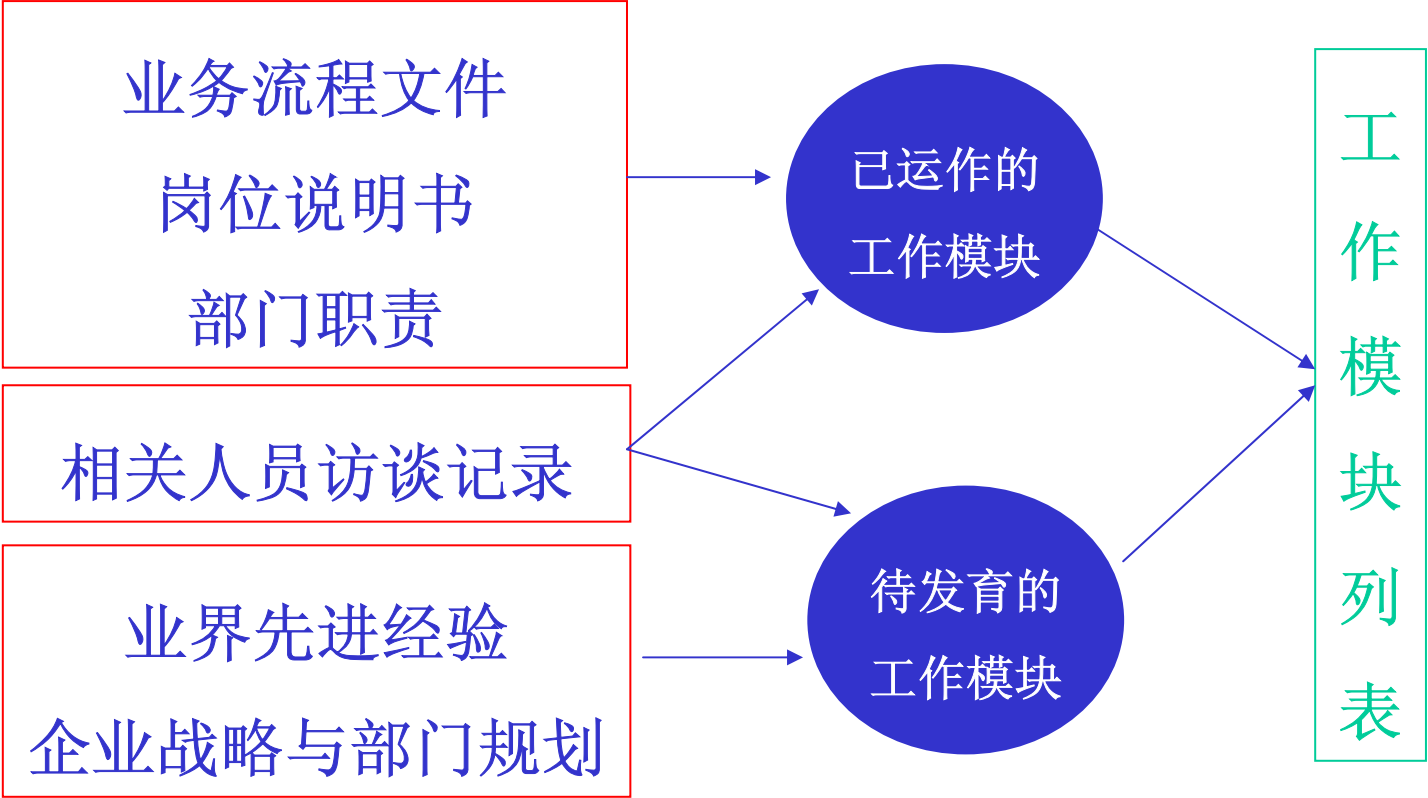 业务流程文件
岗位说明书
部门职责
相关人员访谈记录
业界先进经验
企业战略与部门规划
已运作的
工作模块
待发育的
工作模块
工作模块列表